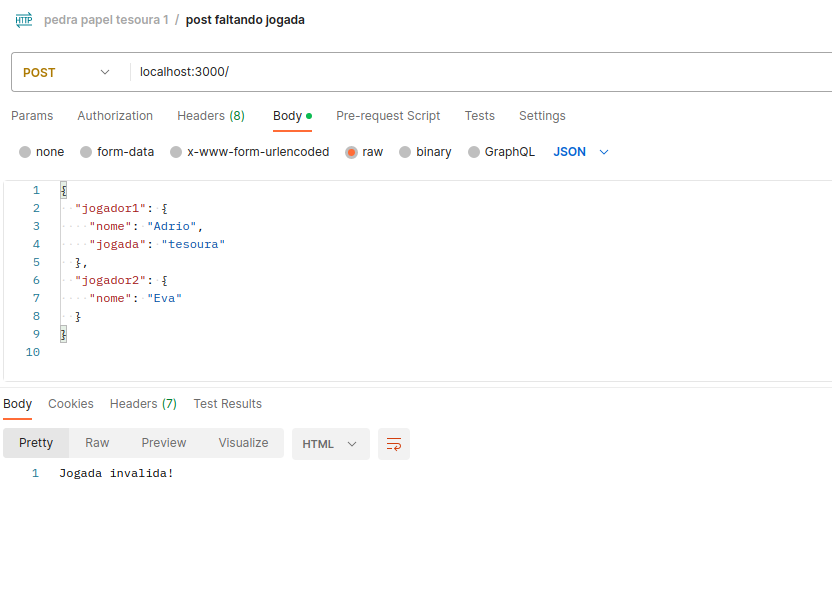 HTTP pedra papel tesoura 1 / post faltando jogada
POST localhost:3000/
Params Authorization Headers (8) Body Pre-request Script Tests Settings
none form-data x-www-form-urlencoded raw binary GraphQL JSON
1 {
2 "jogador1": {
3 "nome": "Adrio",
4 "jogada": "tesoura"
5 },
6 "jogador2": {
7 "nome": "Eva"
8 }
9 }
10
Body Cookies Headers (7) Test Results
Pretty Raw Preview Visualize HTML
1 Jogada invalida!